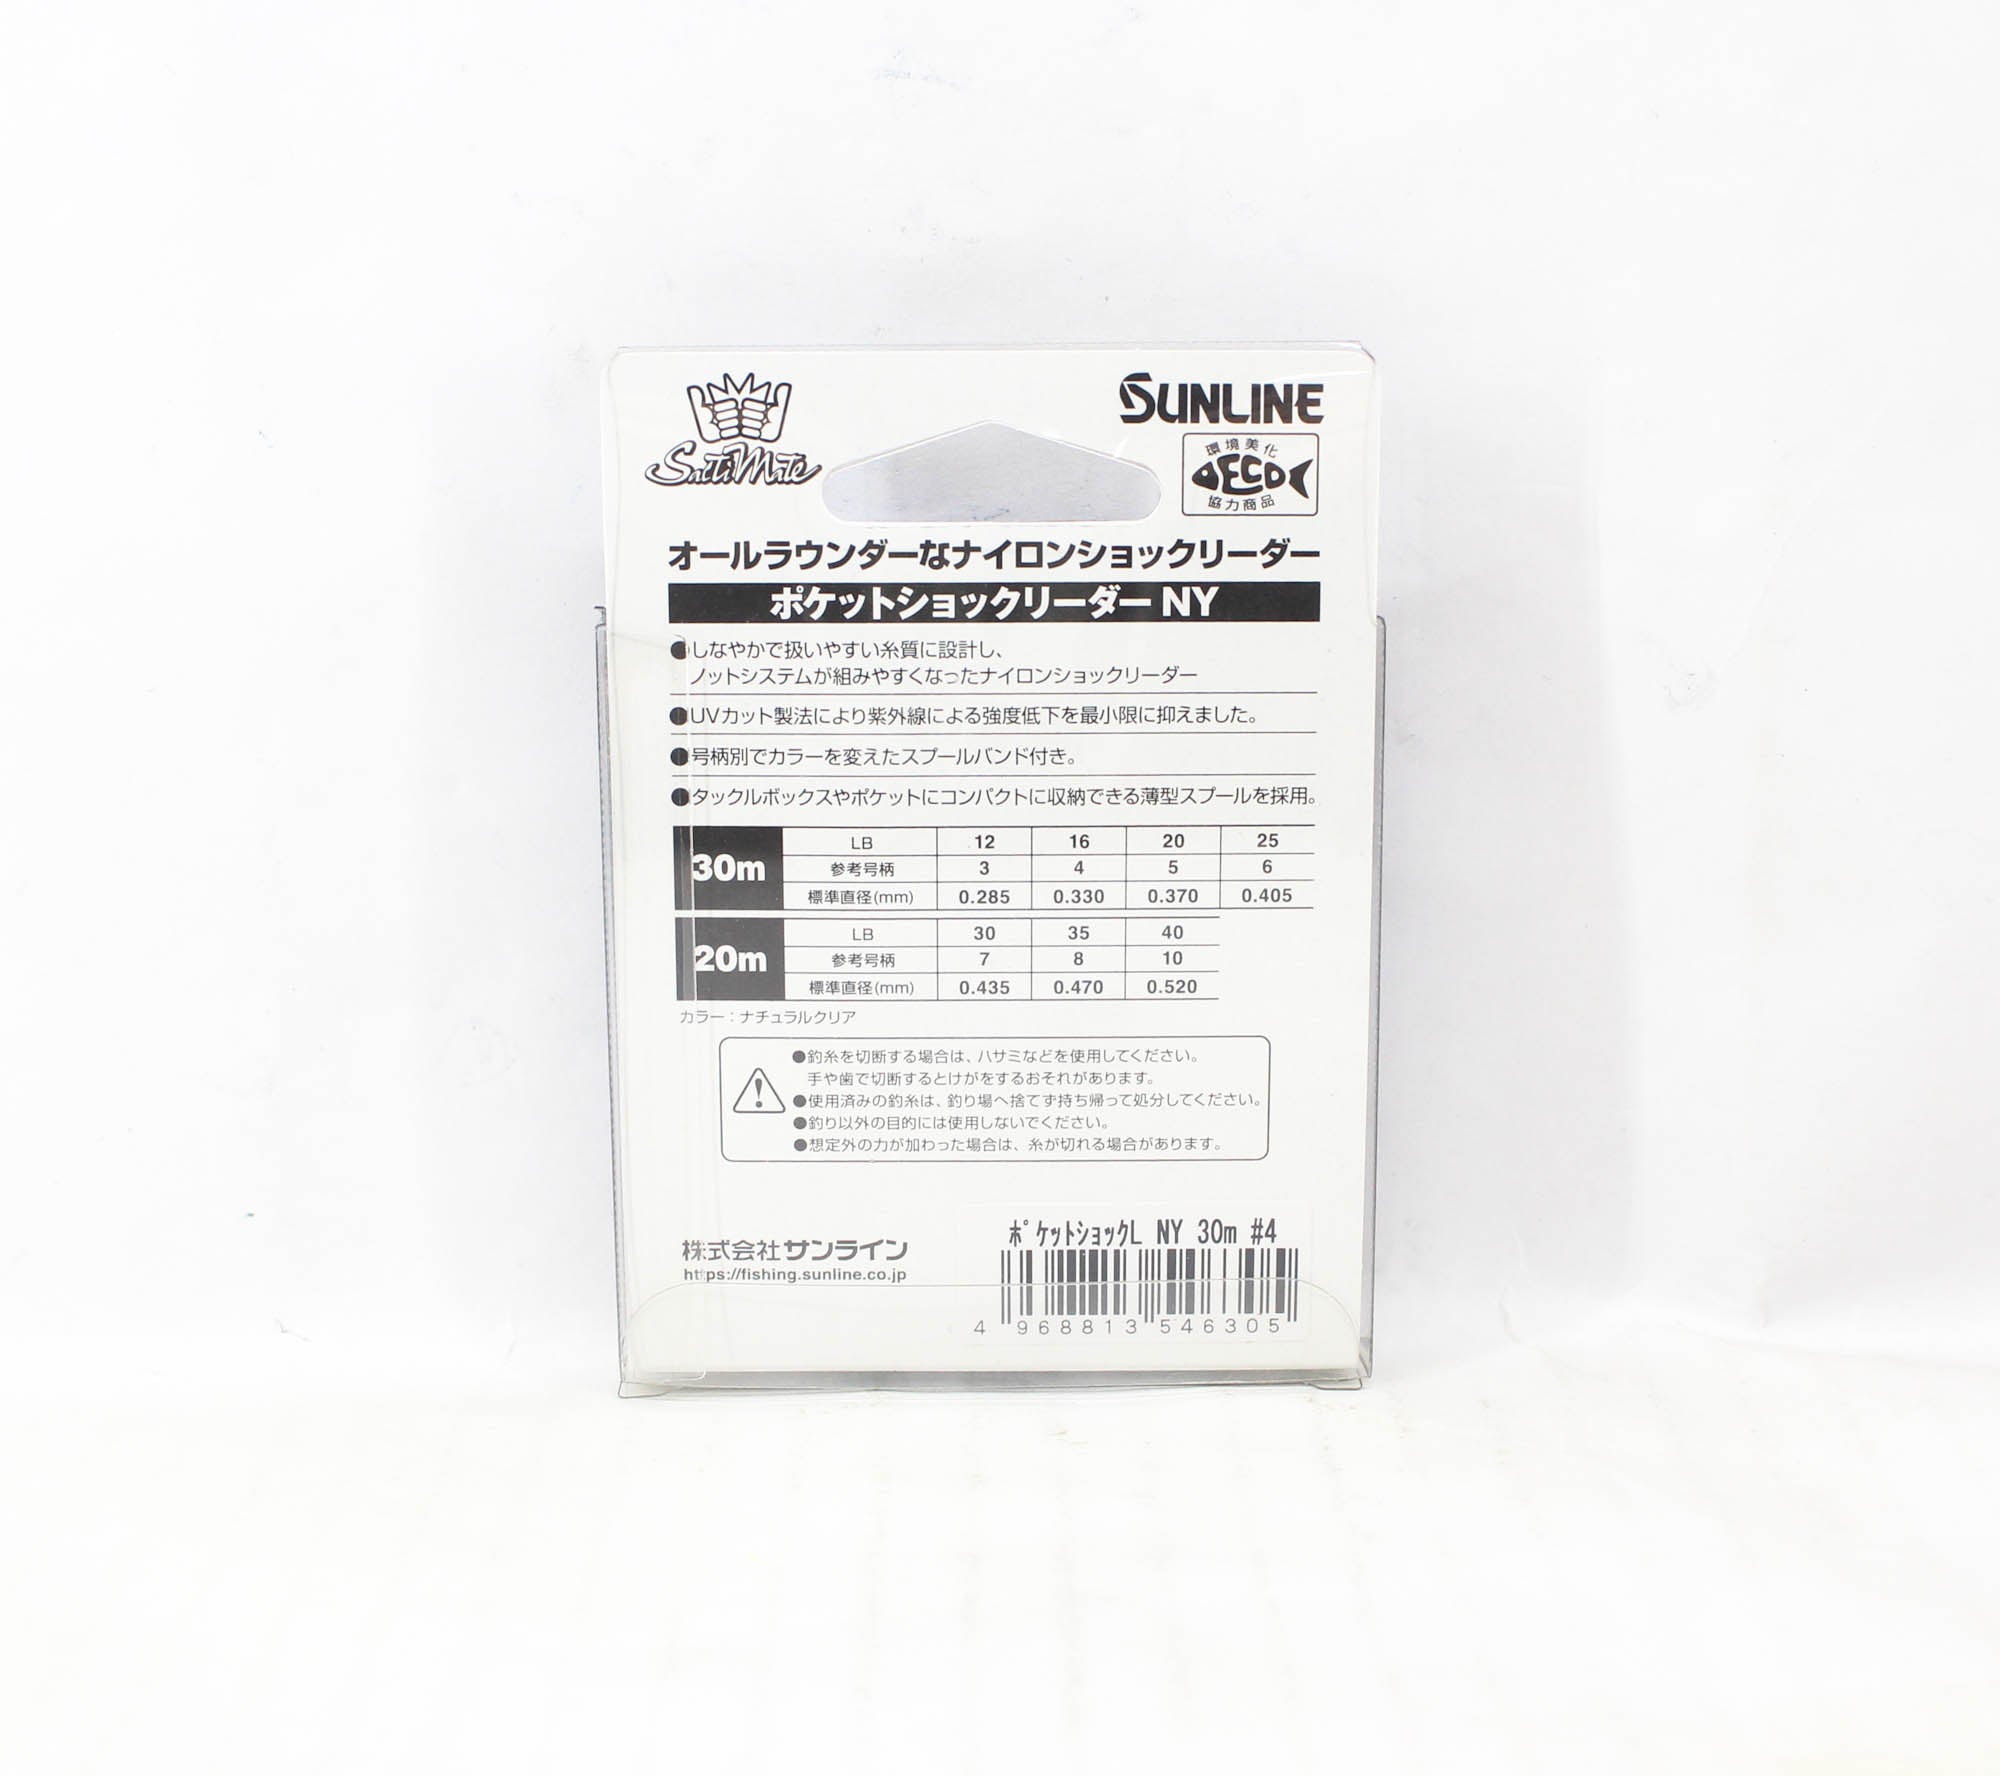 SaltiMate
SUNLINE
環境美化
ECO
協力商品
オールラウンダーなナイロンショックリーダー
ポケットショックリーダー NY
●しなやかで扱いやすい糸質に設計し、
ノットシステムが組みやすくなったナイロンショックリーダー
●UVカット製法により紫外線による強度低下を最小限に抑えました。
●号柄別でカラーを変えたスプールバンド付き。
●タックルボックスやポケットにコンパクトに収納できる薄型スプールを採用。
30m
LB 12 16 20 25
参考号柄 3 4 5 6
標準直径(mm) 0.285 0.330 0.370 0.405
20m
LB 30 35 40
参考号柄 7 8 10
標準直径(mm) 0.435 0.470 0.520
カラー：ナチュラルクリア
●釣糸を切断する場合は、ハサミなどを使用してください。
手や歯で切断するとけがをするおそれがあります。
●使用済みの釣糸は、釣り場へ捨てず持ち帰って処分してください。
●釣り以外の目的には使用しないでください。
●想定外の力が加わった場合は、糸が切れる場合があります。
株式会社サンライン
https://fishing.sunline.co.jp
ﾎﾟｹｯﾄｼｮｯｸL NY 30m #4
4 968813 546305